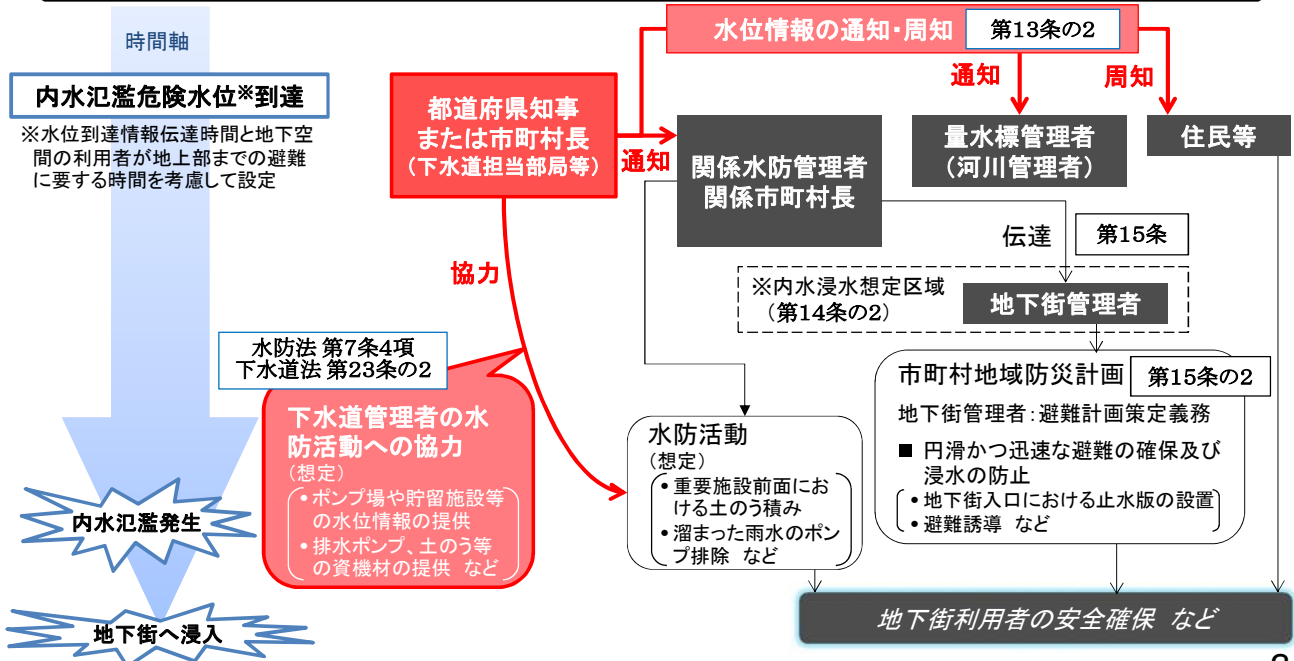 時間軸
内水氾濫危険水位※到達
※水位到達情報伝達時間と地下空
間の利用者が地上部までの避難
に要する時間を考慮して設定
水位情報の通知・周知 第13条の2
通知
周知
都道府県知事
または市町村長
(下水道担当部局等)
通知
関係水防管理者
関係市町村長
量水標管理者
(河川管理者)
住民等
伝達 第15条
協力
※内水浸水想定区域
(第14条の2)
地下街管理者
水防法 第7条4項
下水道法 第23条の2
下水道管理者の水
防活動への協力
(想定)
•ポンプ場や貯留施設等
の水位情報の提供
•排水ポンプ、土のう等
の資機材の提供 など
水防活動
(想定)
•重要施設前面にお
ける土のう積み
•溜まった雨水のポン
プ排除 など
市町村地域防災計画 第15条の2
地下街管理者:避難計画策定義務
■ 円滑かつ迅速な避難の確保及び
浸水の防止
•地下街入口における止水版の設置
•避難誘導 など
内水氾濫発生
地下街へ浸入
地下街利用者の安全確保 など